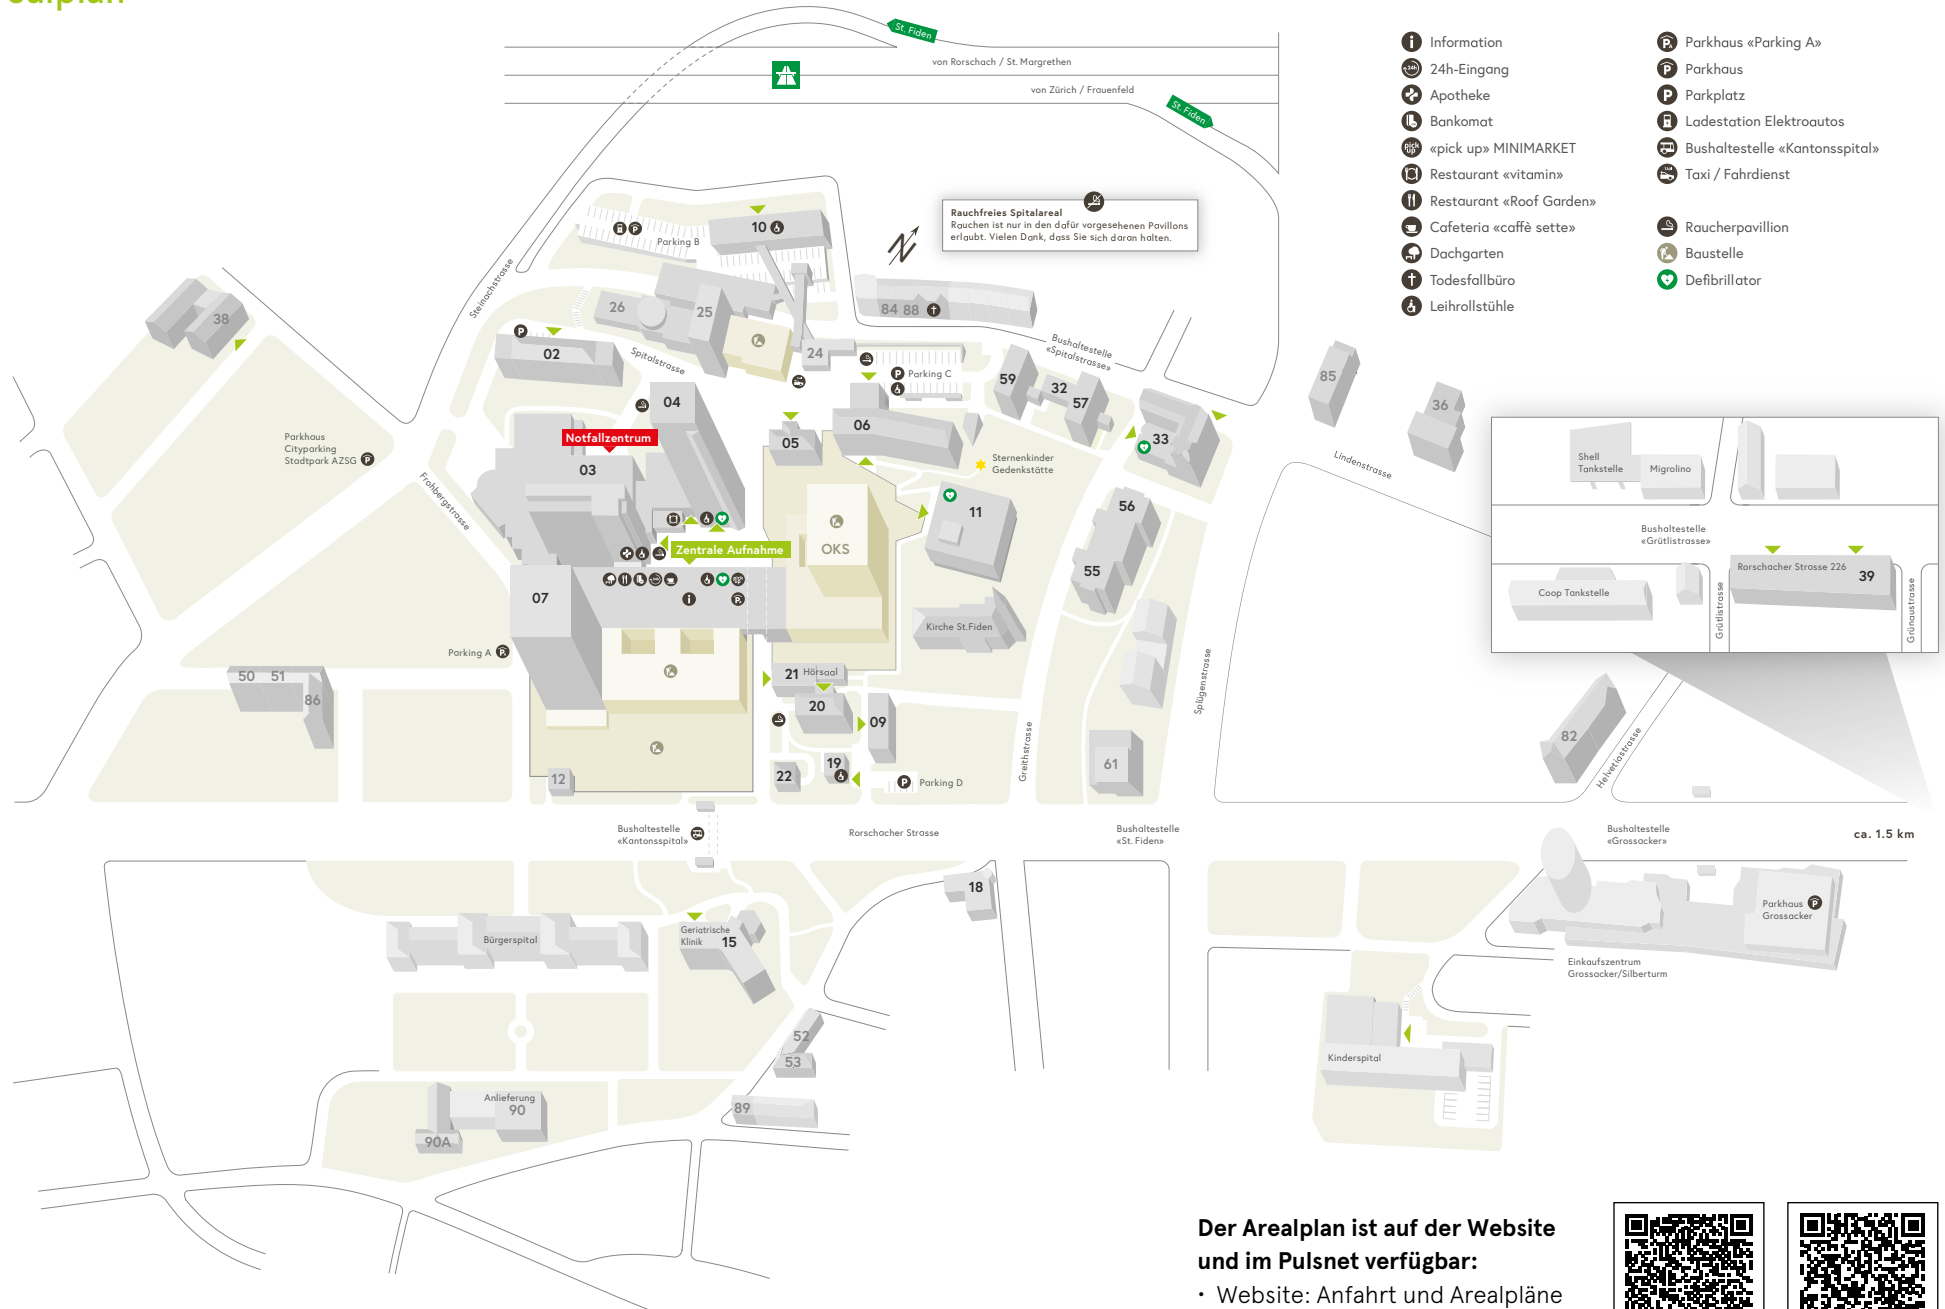 St. Fiden
von Rorschach / St. Margrethen
von Zürich / Frauenfeld
St. Fiden
Information
24h-Eingang
Apotheke
Bankomat
«pick up» MINIMARKET
Restaurant «vitamin»
Restaurant «Roof Garden»
Cafeteria «caffè sette»
Dachgarten
Todesfallbüro
Leihrollstühle
Parkhaus «Parking A»
Parkhaus
Parkplatz
Ladestation Elektroautos
Bushaltestelle «Kantonsspital»
Taxi / Fahrdienst
Raucherpavillion
Baustelle
Defibrillator
Rauchfreies Spitalareal
Rauchen ist nur in den dafür vorgesehenen Pavillons
erlaubt. Vielen Dank, dass Sie sich daran halten.
N
Parking B
10
Steinachstrasse
38
26
25
84 88
02
Spitalstrasse
24
Parking C
Bushaltestelle
«Spitalstrasse»
59
32
57
85
36
04
06
05
33
Notfallzentrum
03
Parkhaus
Cityparking
Stadtpark AZSG
Frohbergstrasse
Sternenkinder
Gedenkstätte
Lindenstrasse
11
56
55
OKS
Zentrale Aufnahme
07
Kirche St.Fiden
Parking A
Shell
Tankstelle
Migrolino
Bushaltestelle
«Grütlistrasse»
Rorschacher Strasse 226
39
Coop Tankstelle
Grütlistrasse
Grünaustrasse
50
51
86
21
Hörsaal
20
09
19
22
12
Parking D
Greithstrasse
Splügenstrasse
61
82
Helvetiastrasse
Bushaltestelle
«Kantonsspital»
Rorschacher Strasse
Bushaltestelle
«St. Fiden»
Bushaltestelle
«Grossacker»
ca. 1.5 km
18
Bürgerspital
Geriatrische
Klinik
15
Parkhaus
Grossacker
Einkaufszentrum
Grossacker/Silberturm
52
53
89
Kinderspital
Anlieferung
90
90A
Der Arealplan ist auf der Website
und im Pulsnet verfügbar:
• Website: Anfahrt und Arealpläne